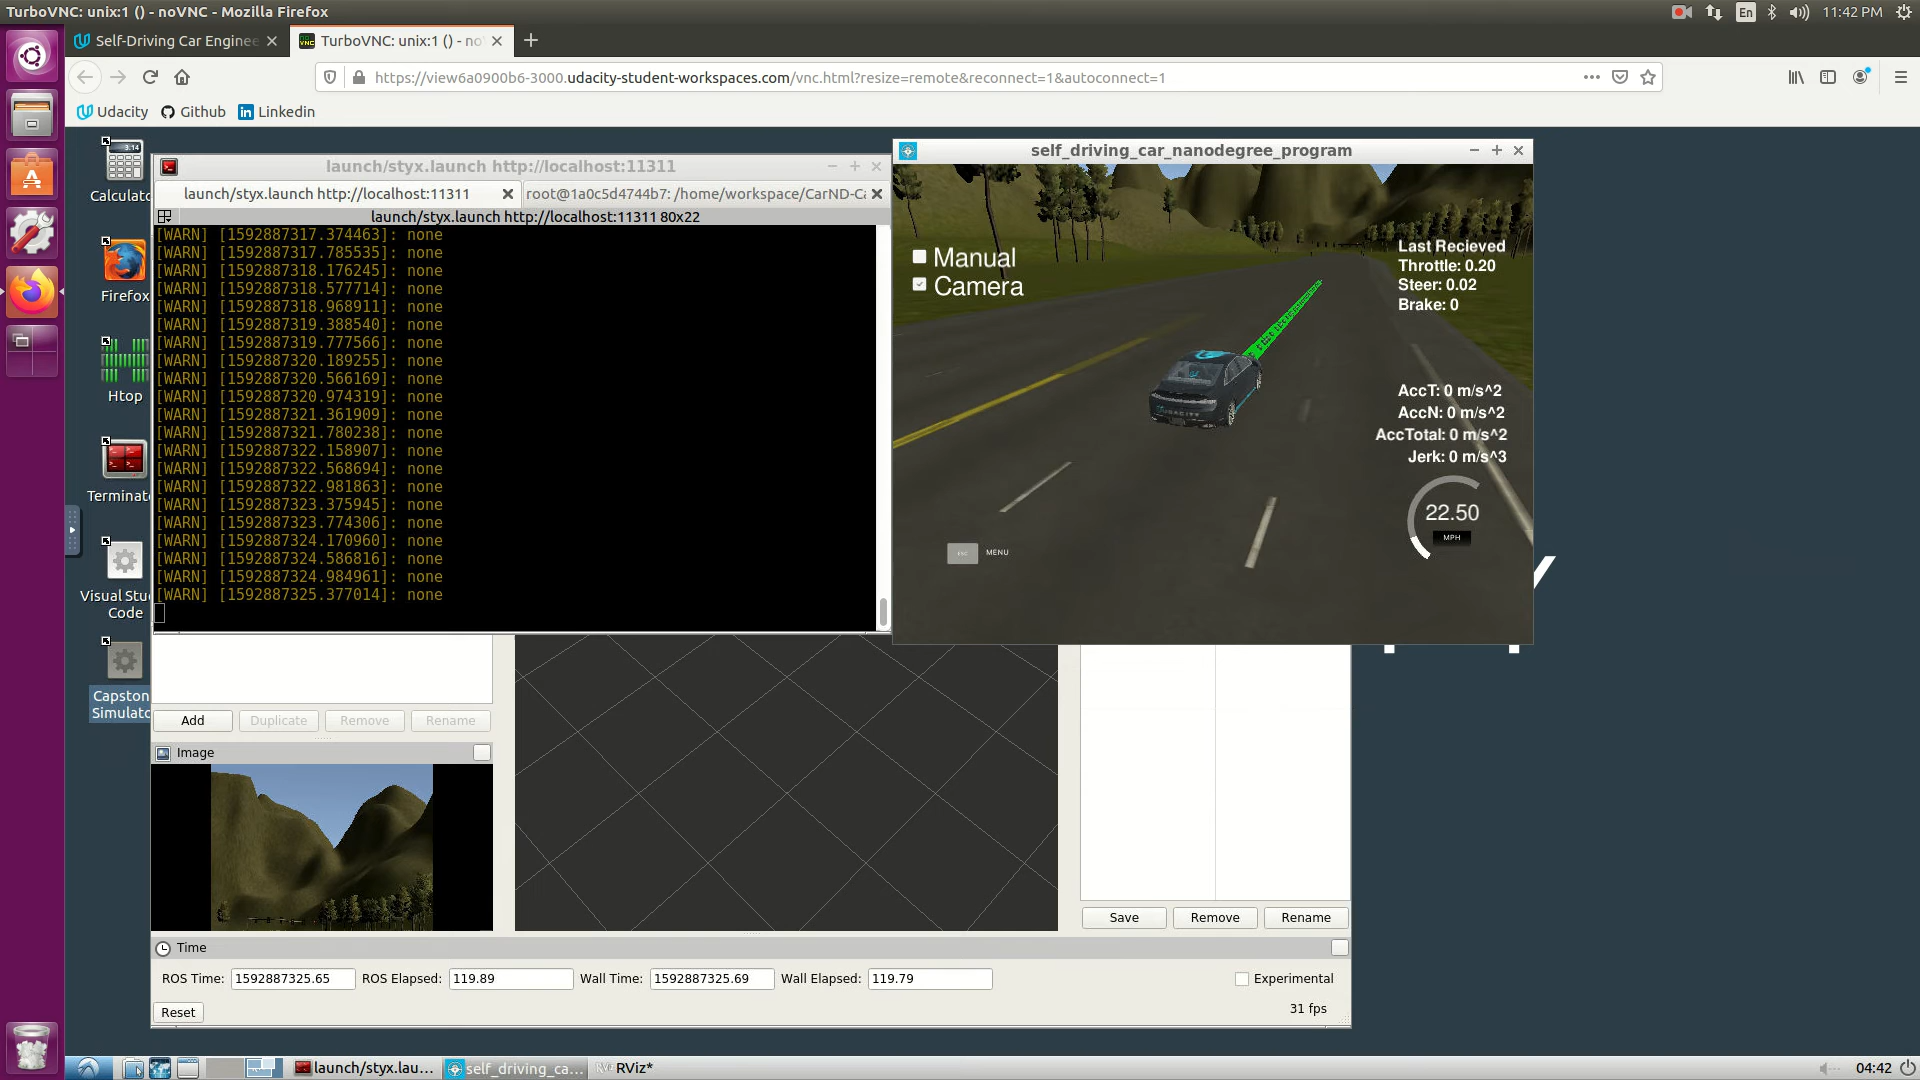 TurboVNC: unix:1 () - noVNC - Mozilla Firefox
En
11:42 PM
Self-Driving Car Enginee
TurboVNC: unix:1 () - no
https://view6a0900b6-3000.udacity-student-workspaces.com/vnc.html?resize=remote&reconnect=1&autoconnect=1
Udacity
Github
Linkedin
3.14
Calculato
Firefox
Htop
Terminato
Visual Stu
Code
Capston
Simulato
launch/styx.launch http://localhost:11311
launch/styx.launch http://localhost:11311
root@1a0c5d4744b7: /home/workspace/CarND-Ca
launch/styx.launch http://localhost:11311 80x22
[WARN] [1592887317.374463]: none
[WARN] [1592887317.785535]: none
[WARN] [1592887318.176245]: none
[WARN] [1592887318.577714]: none
[WARN] [1592887318.968911]: none
[WARN] [1592887319.388540]: none
[WARN] [1592887319.777566]: none
[WARN] [1592887320.189255]: none
[WARN] [1592887320.566169]: none
[WARN] [1592887320.974319]: none
[WARN] [1592887321.361909]: none
[WARN] [1592887321.780238]: none
[WARN] [1592887322.158907]: none
[WARN] [1592887322.568694]: none
[WARN] [1592887322.981863]: none
[WARN] [1592887323.375945]: none
[WARN] [1592887323.774306]: none
[WARN] [1592887324.170960]: none
[WARN] [1592887324.586816]: none
[WARN] [1592887324.984961]: none
[WARN] [1592887325.377014]: none
self_driving_car_nanodegree_program
Manual
Camera
Last Recieved
Throttle: 0.20
Steer: 0.02
Brake: 0
AccT: 0 m/s^2
AccN: 0 m/s^2
AccTotal: 0 m/s^2
Jerk: 0 m/s^3
22.50
MPH
ESC
MENU
UDACITY
Add
Duplicate
Remove
Rename
Image
Save
Remove
Rename
Time
ROS Time: 1592887325.65
ROS Elapsed: 119.89
Wall Time: 1592887325.69
Wall Elapsed: 119.79
Experimental
Reset
31 fps
launch/styx.lau...
self_driving_ca...
RViz*
04:42